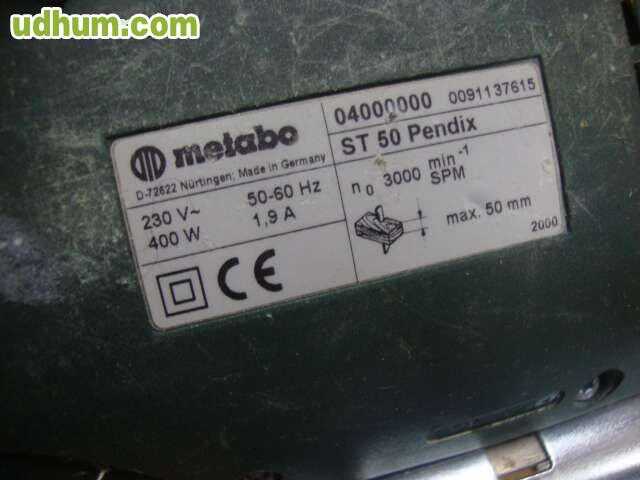 udhum.com
metabo
D-72622 Nürtingen; Made in Germany
230 V~ 50-60 Hz
400 W 1,9 A
CE
04000000 0091137615
ST 50 Pendix
n0 3000 min-1 SPM
max. 50 mm
2000